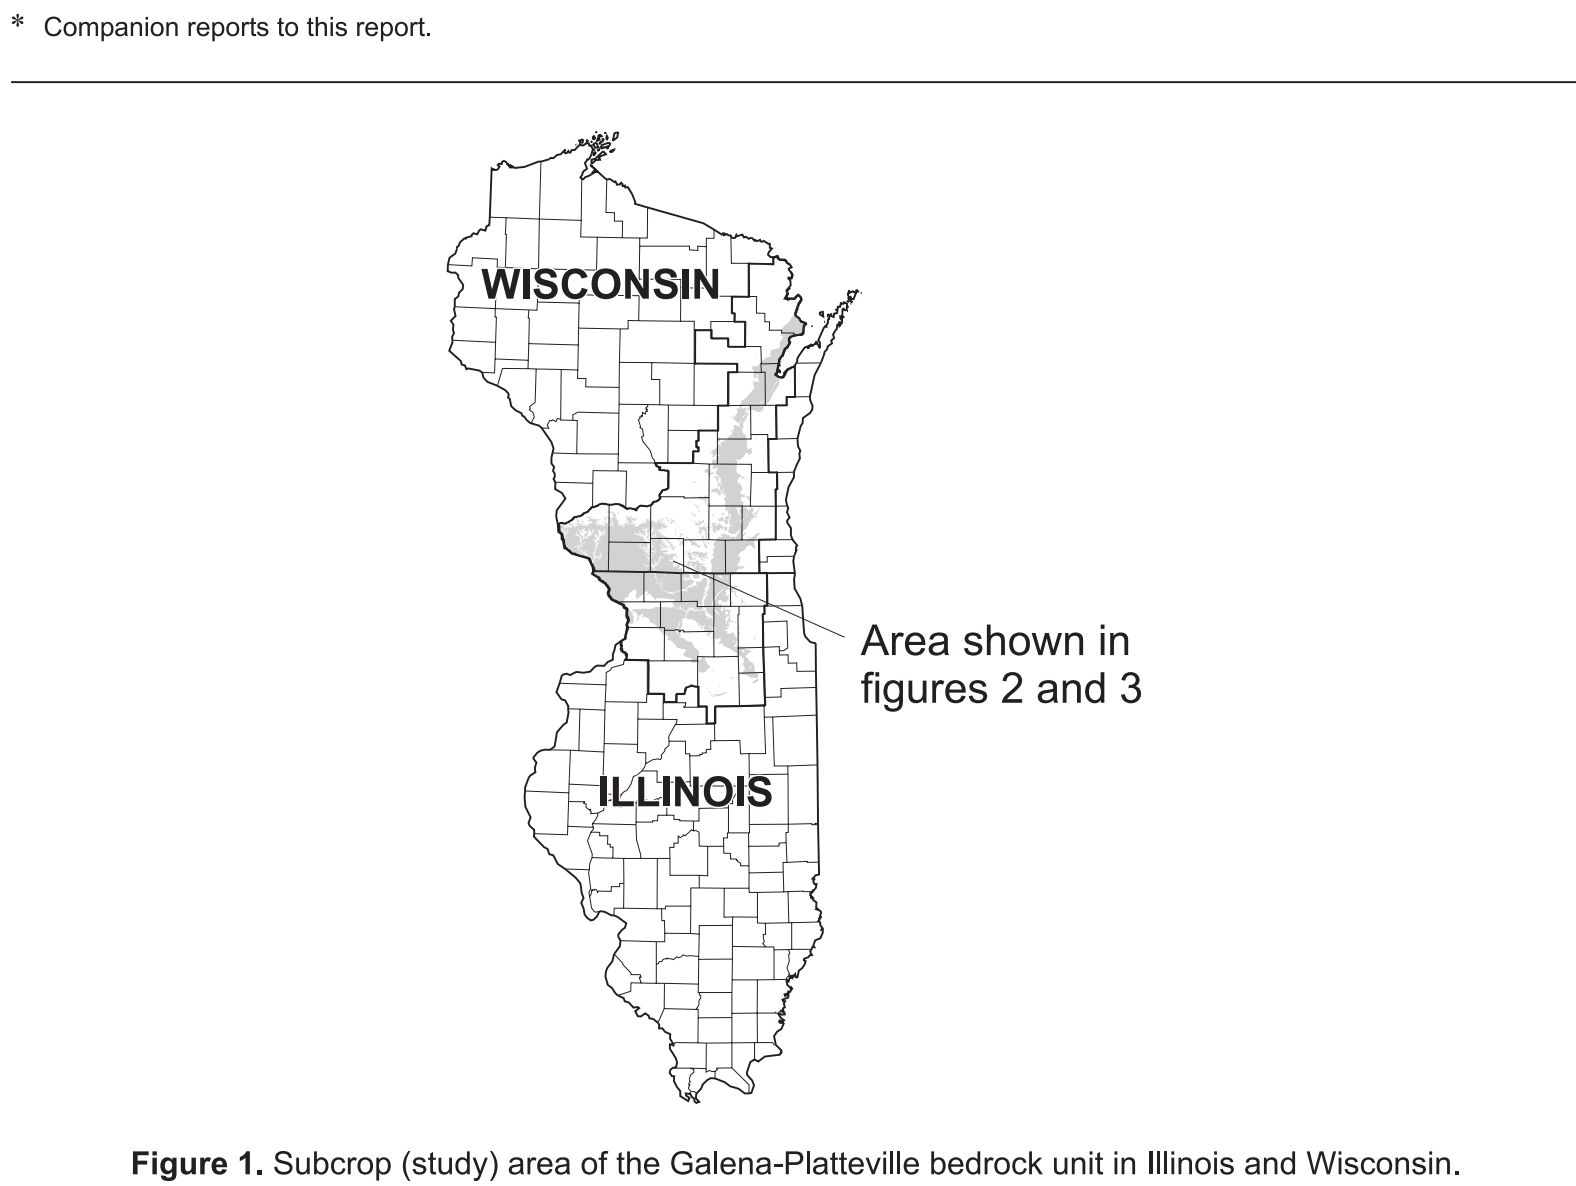 * Companion reports to this report.
WISCONSIN
Area shown in
figures 2 and 3
ILLINOIS
Figure 1. Subcrop (study) area of the Galena-Platteville bedrock unit in Illinois and Wisconsin.